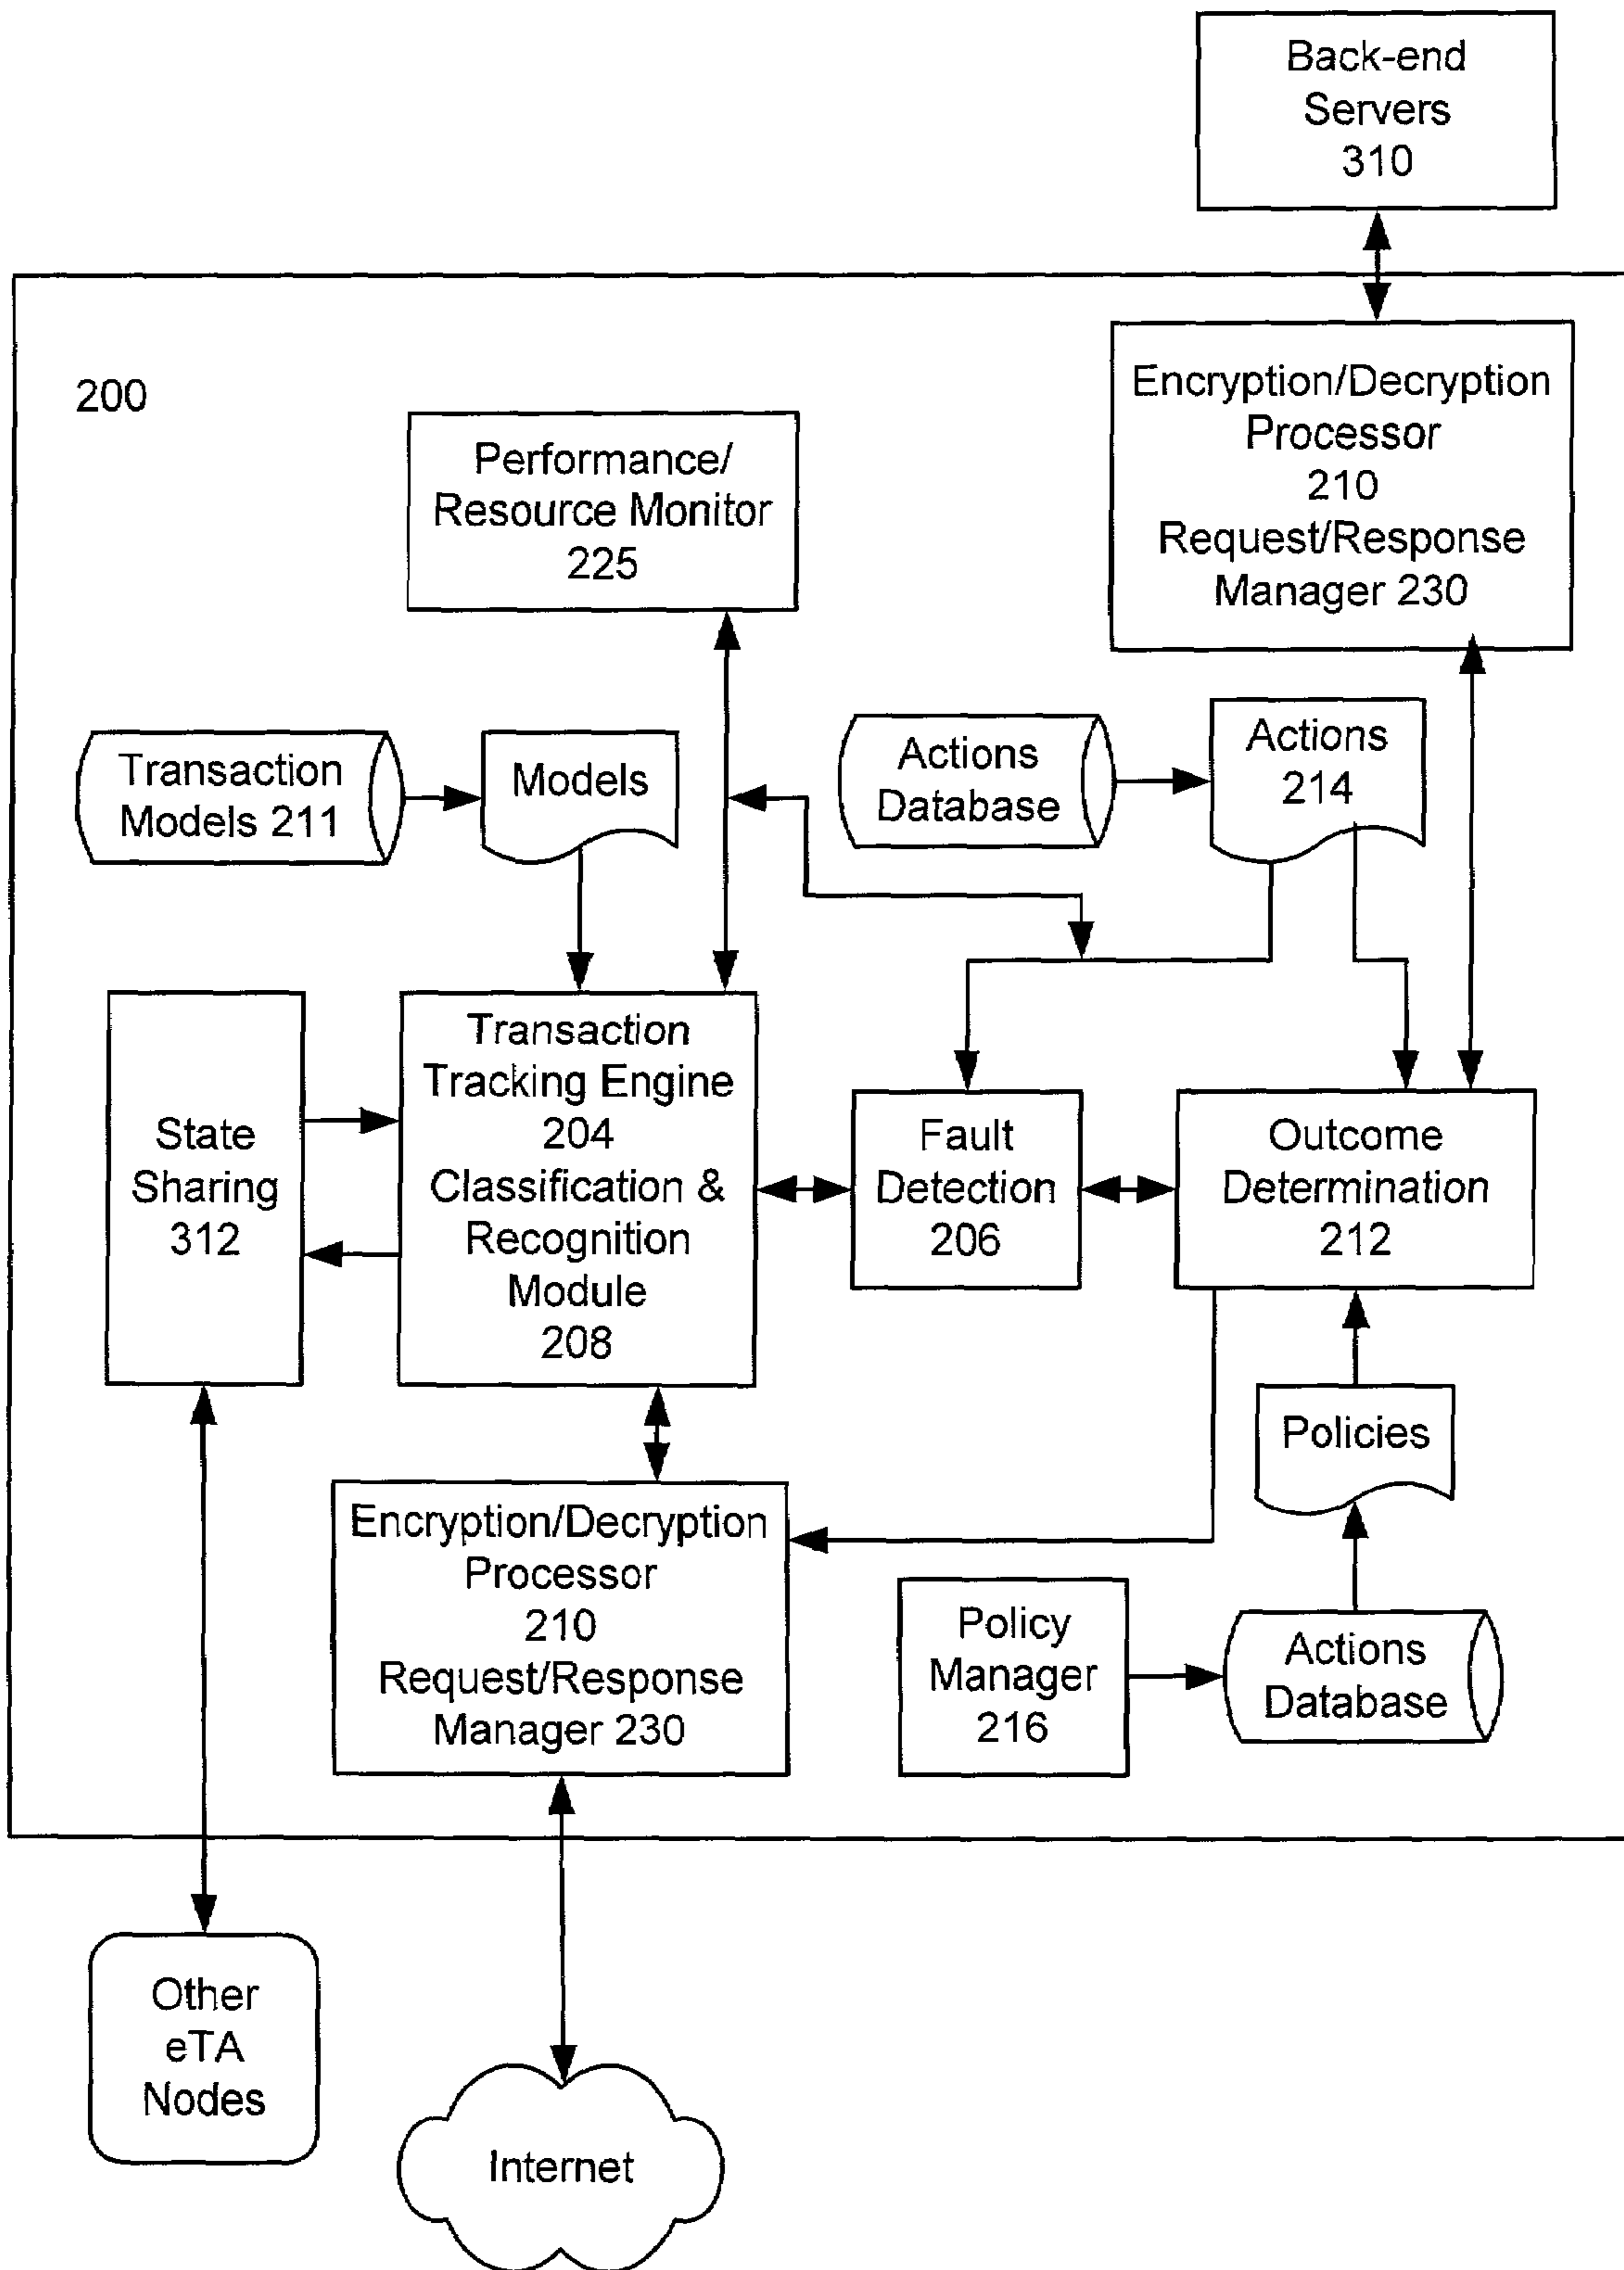 Back-end
Servers
310
200
Encryption/Decryption
Processor
210
Request/Response
Manager 230
Performance/
Resource Monitor
225
Transaction
Models 211
Models
Actions
Database
Actions
214
State
Sharing
312
Transaction
Tracking Engine
204
Classification &
Recognition
Module
208
Fault
Detection
206
Outcome
Determination
212
Policies
Encryption/Decryption
Processor
210
Request/Response
Manager 230
Policy
Manager
216
Actions
Database
Other
eTA
Nodes
Internet